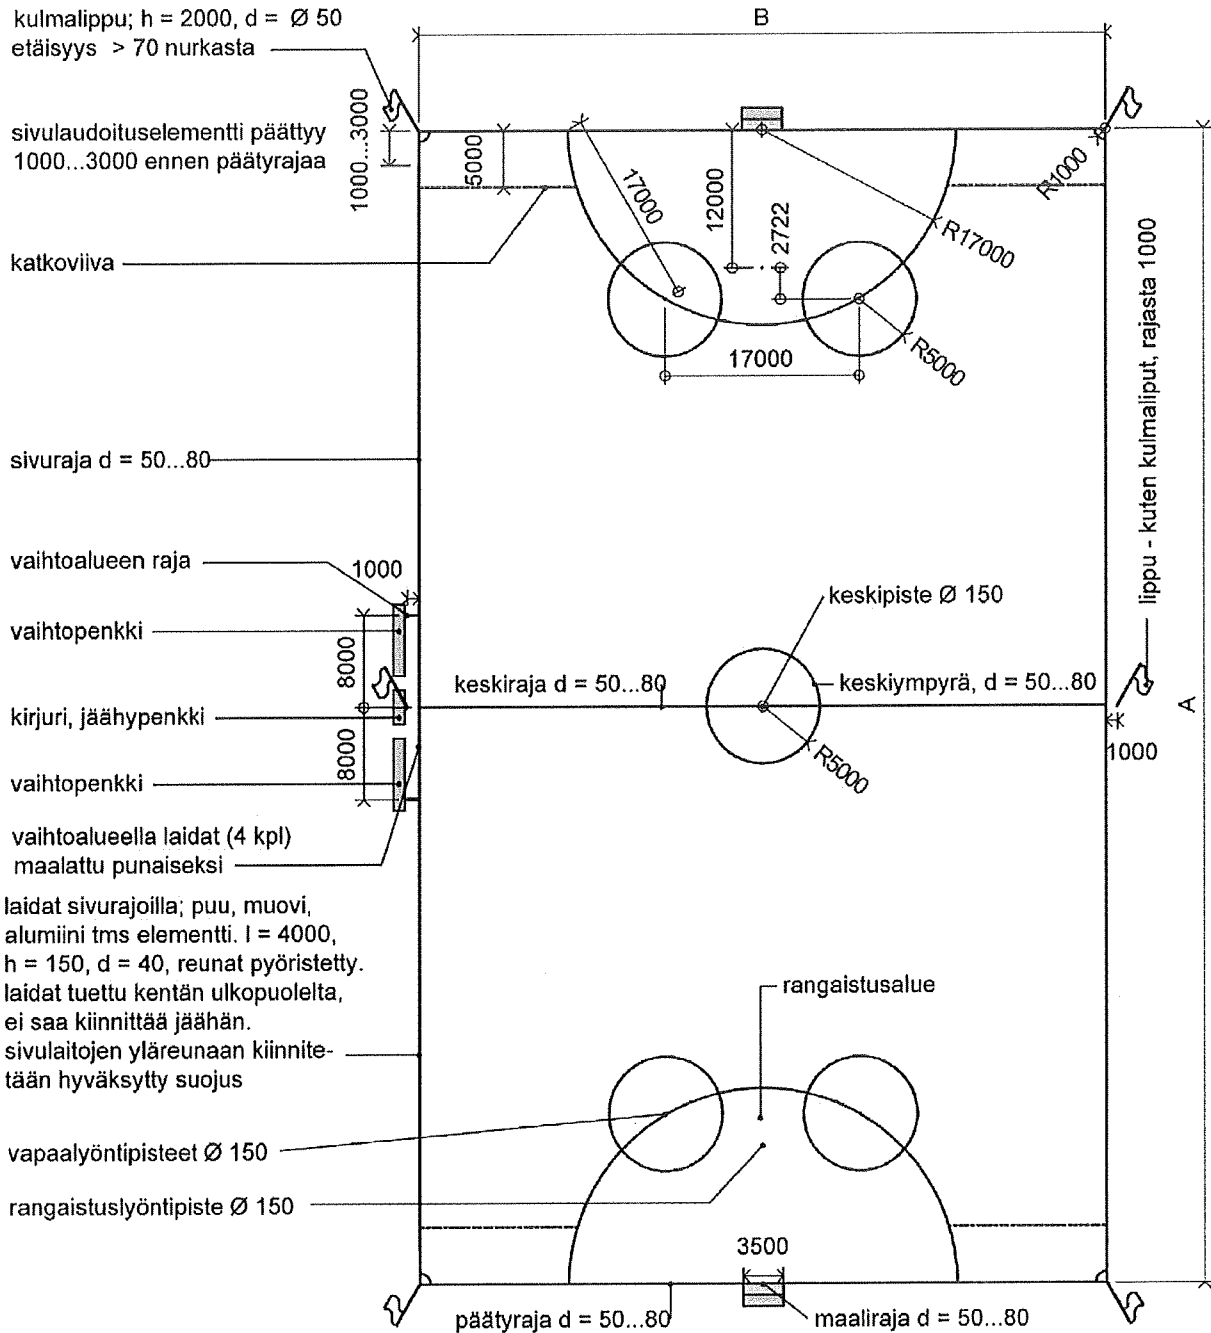 kulmalippu; h = 2000, d = Ø 50
etäisyys > 70 nurkasta
B
sivulaudoituselementti päättyy
1000...3000 ennen päätyrajaa
1000...3000
5000
17000
12000
2722
R17000
R1000
katkoviiva
R5000
17000
lippu - kuten kulmaliput, rajasta 1000
sivuraja d = 50...80
vaihtoalueen raja
1000
keskipiste Ø 150
vaihtopenkki
8000
keskiraja d = 50...80
keskiympyrä, d = 50...80
A
kirjuri, jäähypenkki
8000
R5000
1000
vaihtopenkki
vaihtoalueella laidat (4 kpl)
maalattu punaiseksi
laidat sivurajoilla; puu, muovi,
alumiini tms elementti. l = 4000,
h = 150, d = 40, reunat pyöristetty.
laidat tuettu kentän ulkopuolelta,
ei saa kiinnittää jäähän.
sivulaitojen yläreunaan kiinnite-
tään hyväksytty suojus
rangaistusalue
vapaalyöntipisteet Ø 150
rangaistuslyöntipiste Ø 150
3500
päätyraja d = 50...80
maaliraja d = 50...80